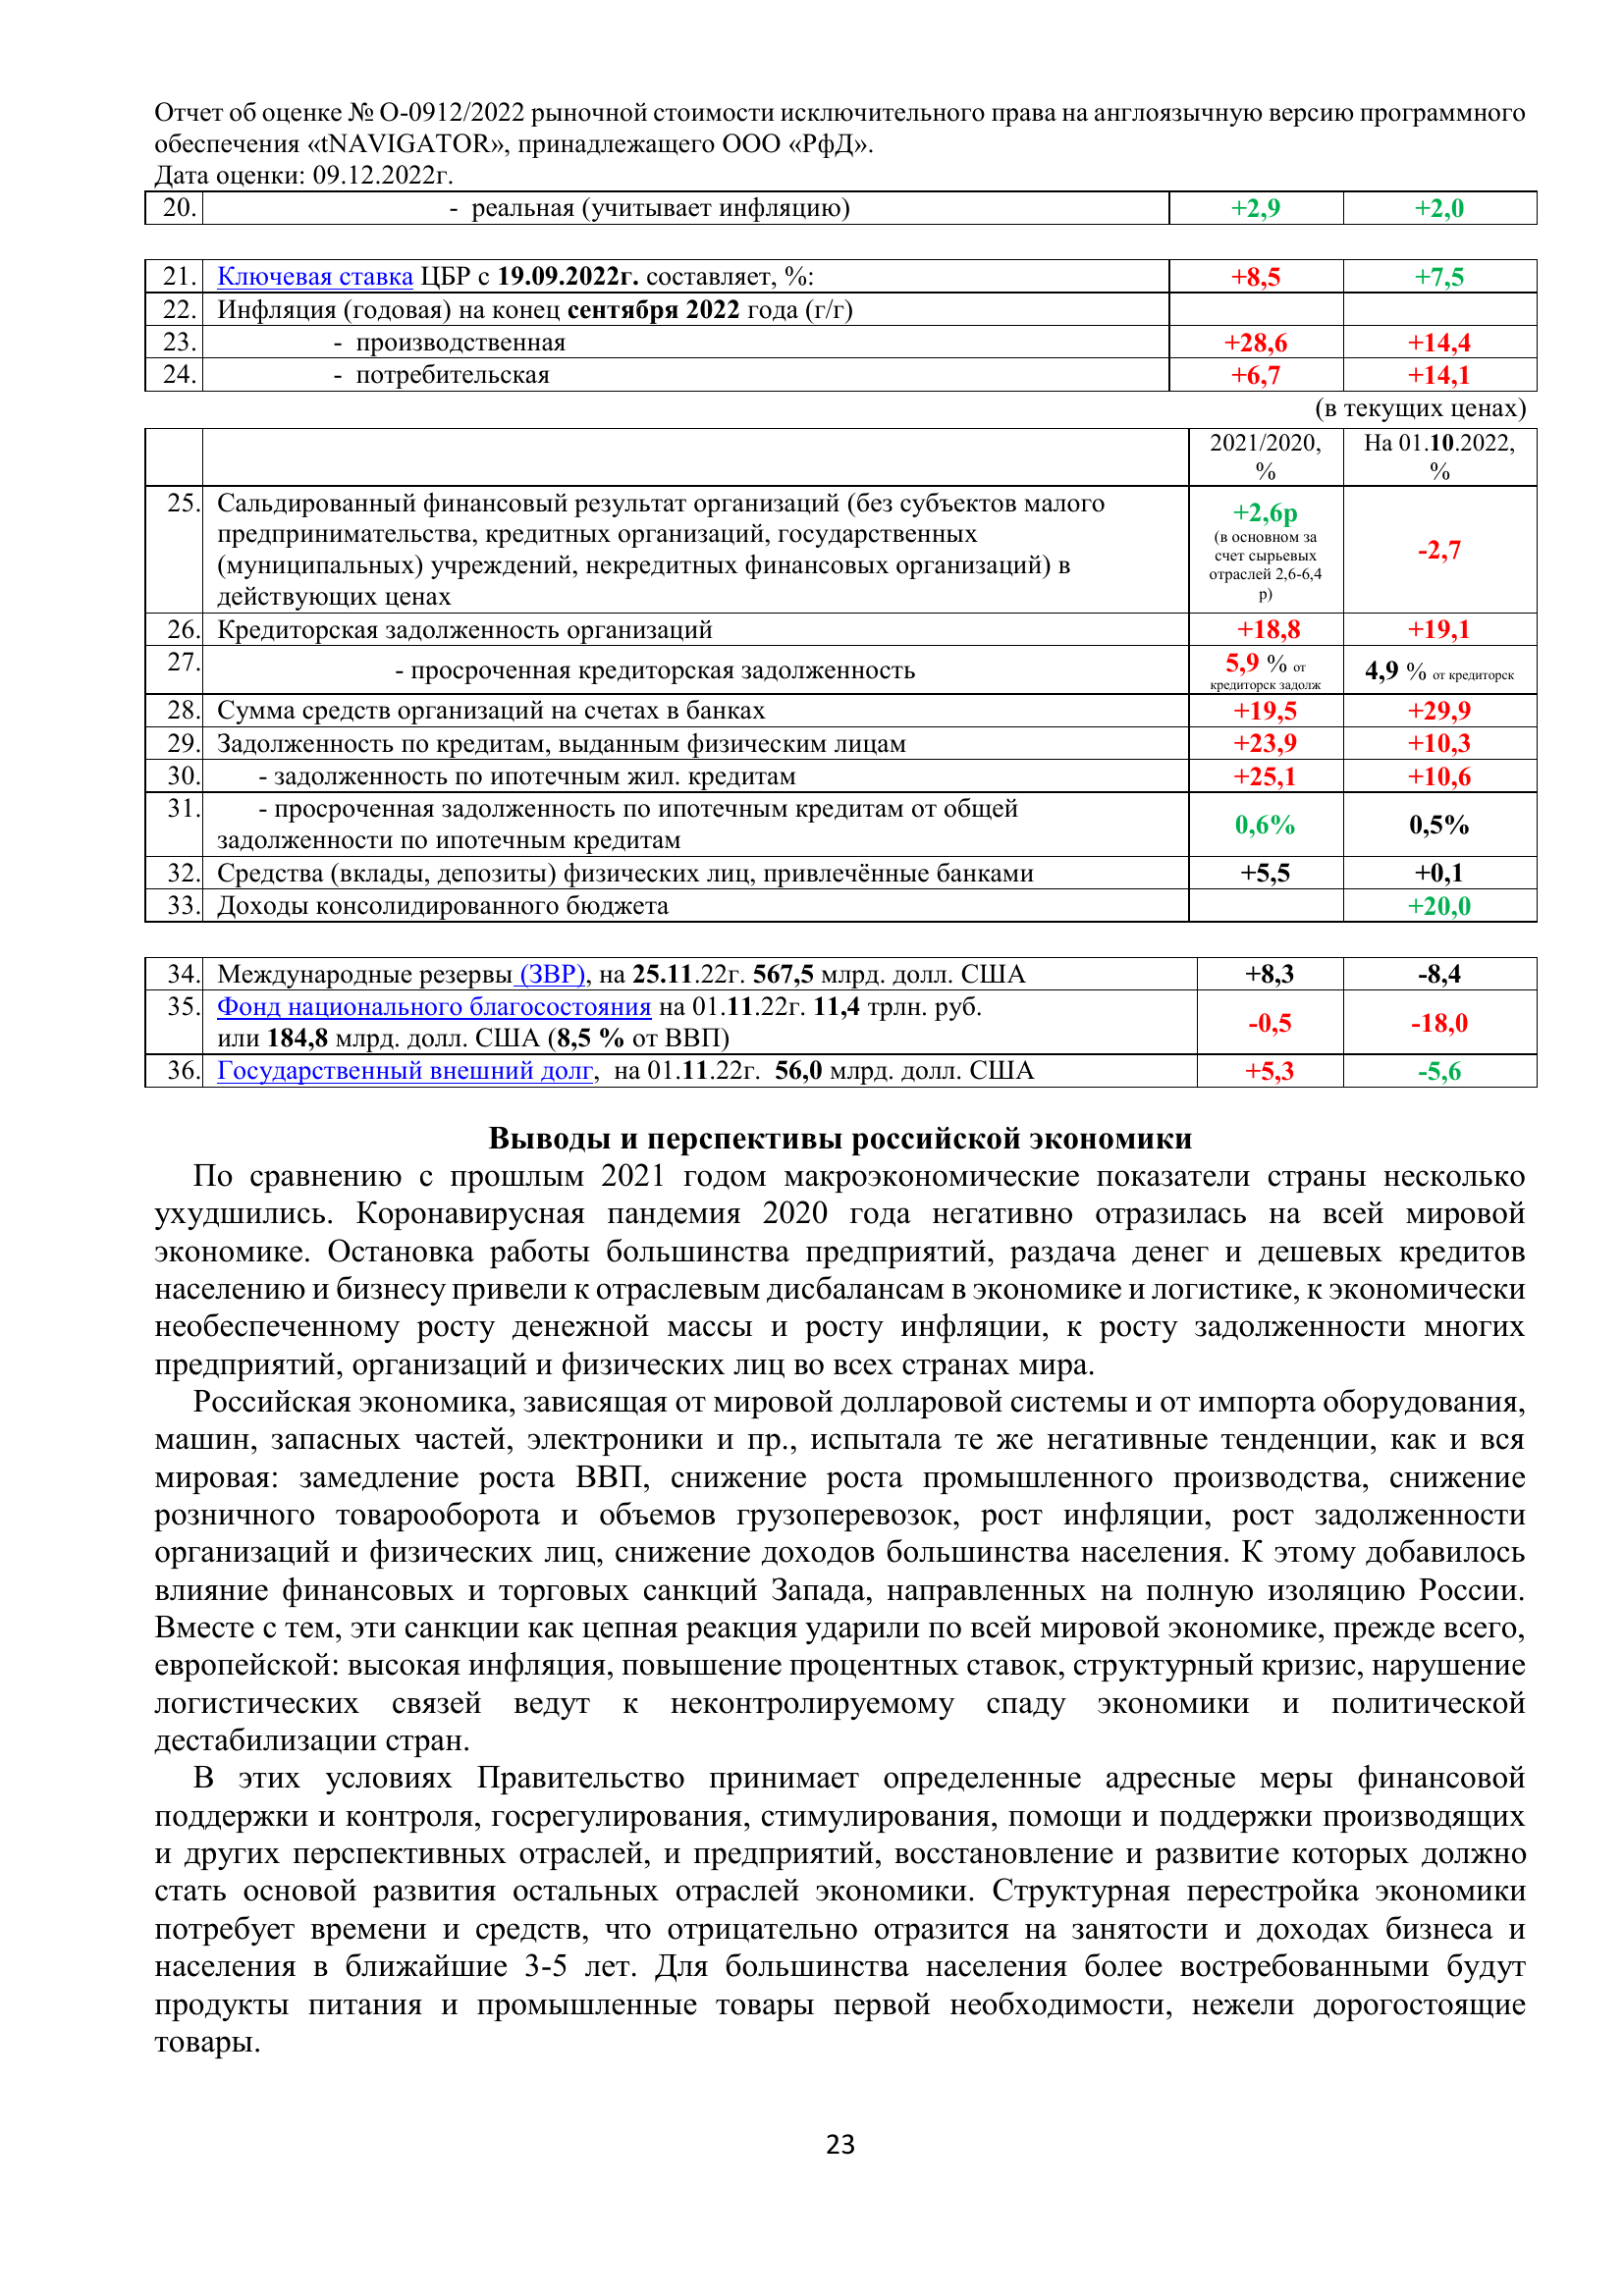 Отчет об оценке № О-0912/2022 рыночной стоимости исключительного права на англоязычную версию программного
обеспечения «tNAVIGATOR», принадлежащего ООО «РфД».
Дата оценки: 09.12.2022г.
20. - реальная (учитывает инфляцию) +2,9 +2,0
21. Ключевая ставка ЦБР с 19.09.2022г. составляет, %: +8,5 +7,5
22. Инфляция (годовая) на конец сентября 2022 года (г/г)
23. - производственная +28,6 +14,4
24. - потребительская +6,7 +14,1
(в текущих ценах)
2021/2020, На 01.10.2022,
% %
25. Сальдированный финансовый результат организаций (без субъектов малого
предпринимательства, кредитных организаций, государственных
(муниципальных) учреждений, некредитных финансовых организаций) в
действующих ценах
+2,6р
(в основном за
счет сырьевых
отраслей 2,6-6,4
р)
-2,7
26. Кредиторская задолженность организаций +18,8 +19,1
27. - просроченная кредиторская задолженность
5,9 % от
кредиторск задолж
4,9 % от кредиторск
28. Сумма средств организаций на счетах в банках +19,5 +29,9
29. Задолженность по кредитам, выданным физическим лицам +23,9 +10,3
30. - задолженность по ипотечным жил. кредитам +25,1 +10,6
31. - просроченная задолженность по ипотечным кредитам от общей
задолженности по ипотечным кредитам
0,6% 0,5%
32. Средства (вклады, депозиты) физических лиц, привлечённые банками +5,5 +0,1
33. Доходы консолидированного бюджета +20,0
34. Международные резервы (ЗВР), на 25.11.22г. 567,5 млрд. долл. США +8,3 -8,4
35. Фонд национального благосостояния на 01.11.22г. 11,4 трлн. руб.
или 184,8 млрд. долл. США (8,5 % от ВВП)
-0,5 -18,0
36. Государственный внешний долг, на 01.11.22г. 56,0 млрд. долл. США +5,3 -5,6
Выводы и перспективы российской экономики
По сравнению с прошлым 2021 годом макроэкономические показатели страны несколько
ухудшились. Коронавирусная пандемия 2020 года негативно отразилась на всей мировой
экономике. Остановка работы большинства предприятий, раздача денег и дешевых кредитов
населению и бизнесу привели к отраслевым дисбалансам в экономике и логистике, к экономически
необеспеченному росту денежной массы и росту инфляции, к росту задолженности многих
предприятий, организаций и физических лиц во всех странах мира.
Российская экономика, зависящая от мировой долларовой системы и от импорта оборудования,
машин, запасных частей, электроники и пр., испытала те же негативные тенденции, как и вся
мировая: замедление роста ВВП, снижение роста промышленного производства, снижение
розничного товарооборота и объемов грузоперевозок, рост инфляции, рост задолженности
организаций и физических лиц, снижение доходов большинства населения. К этому добавилось
влияние финансовых и торговых санкций Запада, направленных на полную изоляцию России.
Вместе с тем, эти санкции как цепная реакция ударили по всей мировой экономике, прежде всего,
европейской: высокая инфляция, повышение процентных ставок, структурный кризис, нарушение
логистических связей ведут к неконтролируемому спаду экономики и политической
дестабилизации стран.
В этих условиях Правительство принимает определенные адресные меры финансовой
поддержки и контроля, госрегулирования, стимулирования, помощи и поддержки производящих
и других перспективных отраслей, и предприятий, восстановление и развитие которых должно
стать основой развития остальных отраслей экономики. Структурная перестройка экономики
потребует времени и средств, что отрицательно отразится на занятости и доходах бизнеса и
населения в ближайшие 3-5 лет. Для большинства населения более востребованными будут
продукты питания и промышленные товары первой необходимости, нежели дорогостоящие
товары.
23